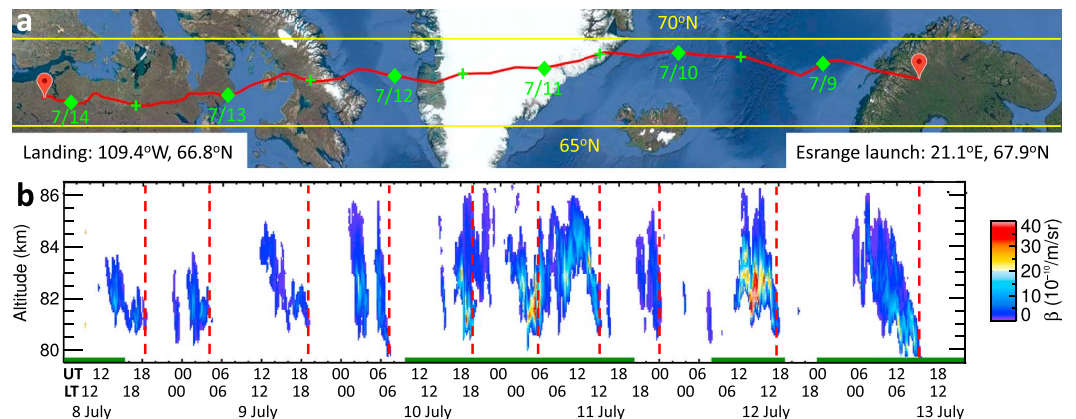 a
70°N
7/14
7/13
7/12
7/11
7/10
7/9
65°N
Landing: 109.4°W, 66.8°N
Esrange launch: 21.1°E, 67.9°N
b
Altitude (km)
86
84
82
80
UT 12 18 00 06 12 18 00 06 12 18 00 06 12 18 00 06 12 18 00 06 12 18
LT 12 18 00 06 12 18 00 06 12 18 00 06 12 18 00 06 12 18 00 06 12
8 July 9 July 10 July 11 July 12 July 13 July
40
30
20
10
0
β (10⁻¹⁰/m/sr)